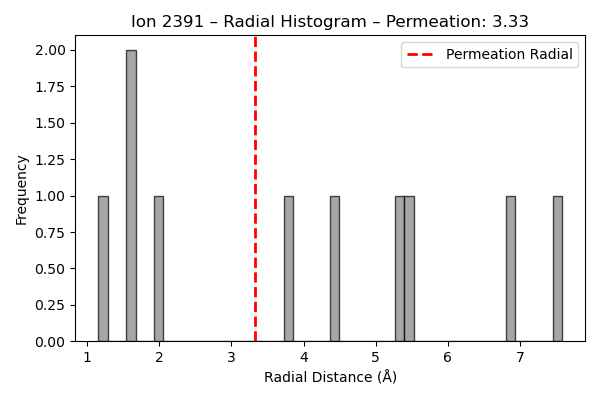 Ion 2391 – Radial Histogram – Permeation: 3.33
Permeation Radial
Frequency
2.00
1.75
1.50
1.25
1.00
0.75
0.50
0.25
0.00
1 2 3 4 5 6 7
Radial Distance (Å)